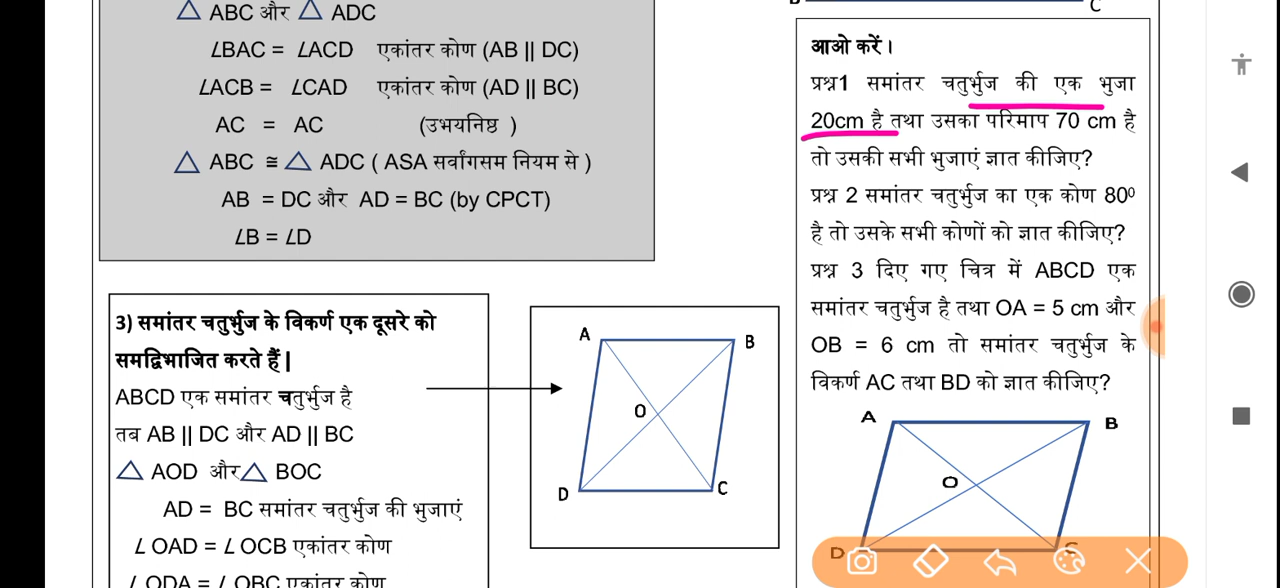 △ ABC और △ ADC
∠BAC = ∠ACD एकांतर कोण (AB || DC)
∠ACB = ∠CAD एकांतर कोण (AD || BC)
AC = AC (उभयनिष्ठ )
△ ABC ≅ △ ADC ( ASA सर्वांगसम नियम से )
AB = DC और AD = BC (by CPCT)
∠B = ∠D
3) समांतर चतुर्भुज के विकर्ण एक दूसरे को
समद्विभाजित करते हैं|
ABCD एक समांतर चतुर्भुज है
तब AB || DC और AD || BC
△ AOD और△ BOC
AD = BC समांतर चतुर्भुज की भुजाएं
∠ OAD = ∠ OCB एकांतर कोण
∠ ODA = ∠ OBC एकांतर कोण
A
B
O
D
C
C
आओ करें।
प्रश्न1 समांतर चतुर्भुज की एक भुजा
20cm है तथा उसका परिमाप 70 cm है
तो उसकी सभी भुजाएं ज्ञात कीजिए?
प्रश्न 2 समांतर चतुर्भुज का एक कोण 80⁰
है तो उसके सभी कोणों को ज्ञात कीजिए?
प्रश्न 3 दिए गए चित्र में ABCD एक
समांतर चतुर्भुज है तथा OA = 5 cm और
OB = 6 cm तो समांतर चतुर्भुज के
विकर्ण AC तथा BD को ज्ञात कीजिए?
A
B
O
D
C